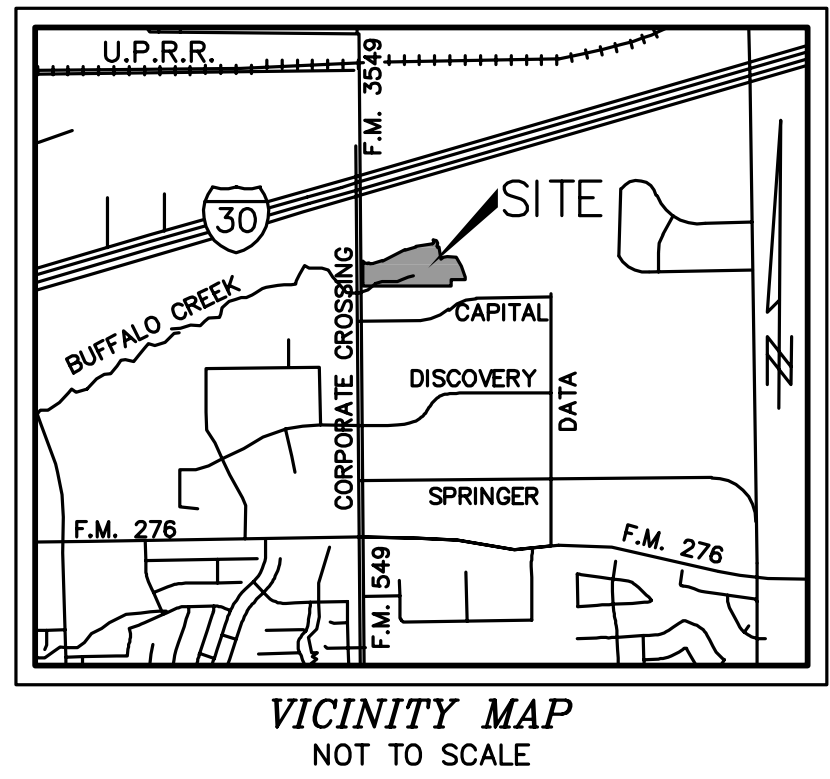 U.P.R.R.
F.M. 3549
30
SITE
BUFFALO CREEK
CORPORATE CROSSING
CAPITAL
DISCOVERY
DATA
N
SPRINGER
F.M. 276
F.M. 276
F.M. 549
VICINITY MAP
NOT TO SCALE